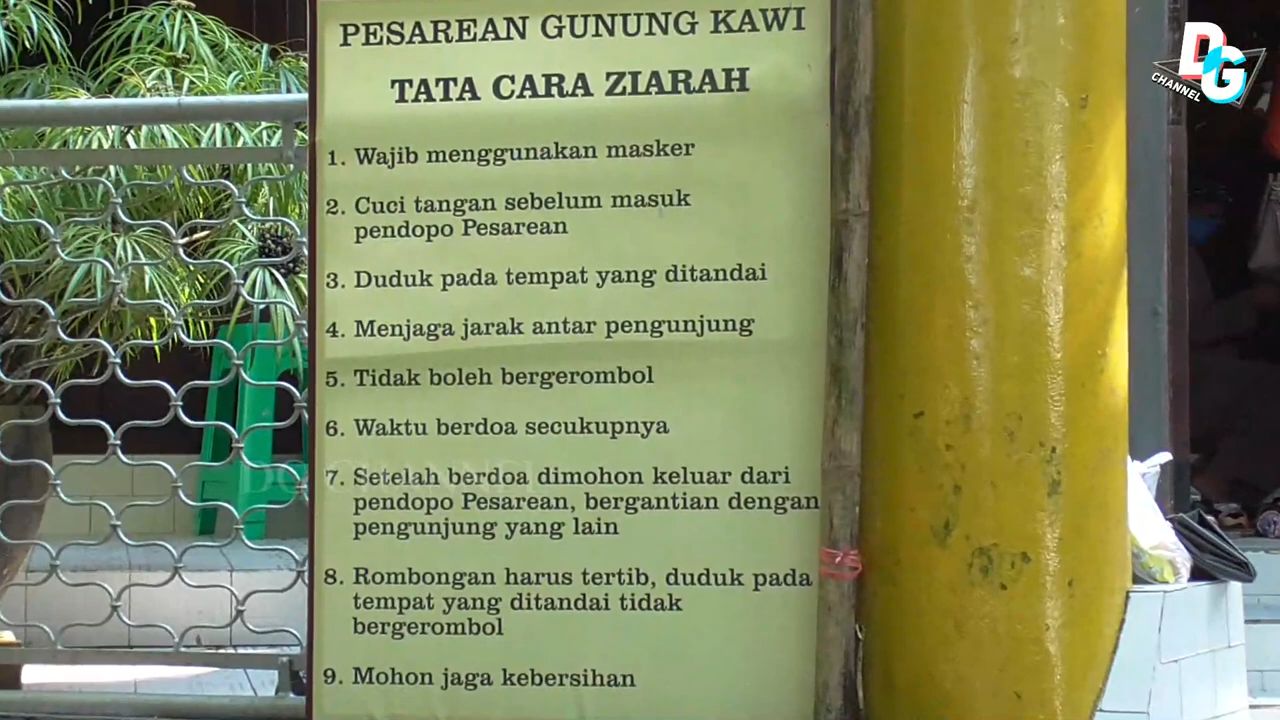 PESAREAN GUNUNG KAWI
TATA CARA ZIARAH
1. Wajib menggunakan masker
2. Cuci tangan sebelum masuk
pendopo Pesarean
3. Duduk pada tempat yang ditandai
4. Menjaga jarak antar pengunjung
5. Tidak boleh bergerombol
6. Waktu berdoa secukupnya
7. Setelah berdoa dimohon keluar dari
pendopo Pesarean, bergantian dengan
pengunjung yang lain
8. Rombongan harus tertib, duduk pada
tempat yang ditandai tidak
bergerombol
9. Mohon jaga kebersihan
DG
CHANNEL